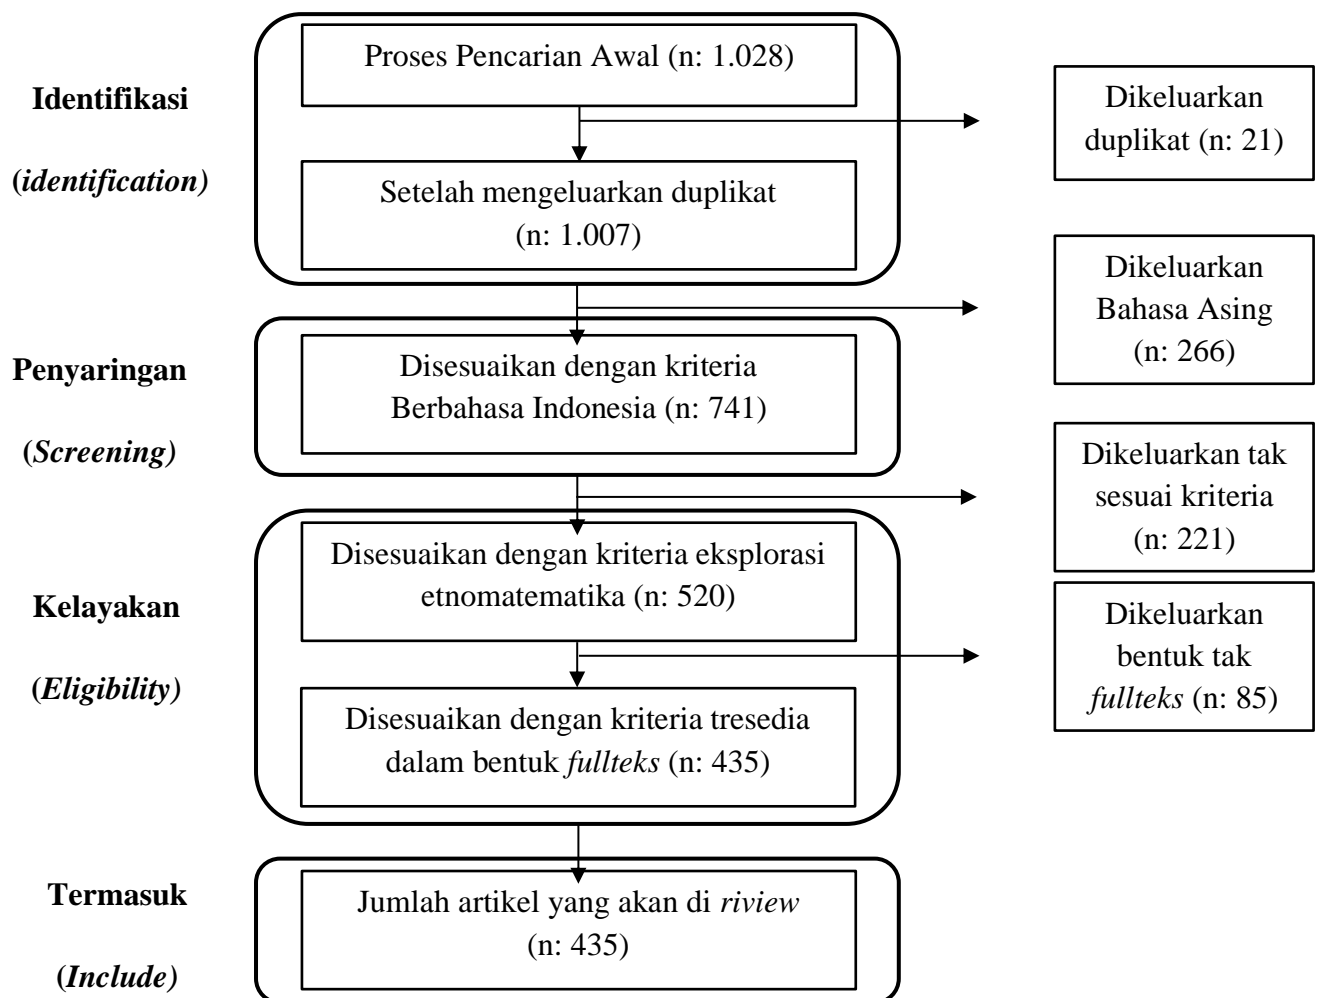 Proses Pencarian Awal (n: 1.028)
Identifikasi
(identification)
Dikeluarkan
duplikat (n: 21)
Setelah mengeluarkan duplikat
(n: 1.007)
Dikeluarkan
Bahasa Asing
(n: 266)
Penyaringan
(Screening)
Disesuaikan dengan kriteria
Berbahasa Indonesia (n: 741)
Dikeluarkan tak
sesuai kriteria
(n: 221)
Kelayakan
(Eligibility)
Disesuaikan dengan kriteria eksplorasi
etnomatematika (n: 520)
Dikeluarkan
bentuk tak
fullteks (n: 85)
Disesuaikan dengan kriteria tresedia
dalam bentuk fullteks (n: 435)
Termasuk
(Include)
Jumlah artikel yang akan di riview
(n: 435)